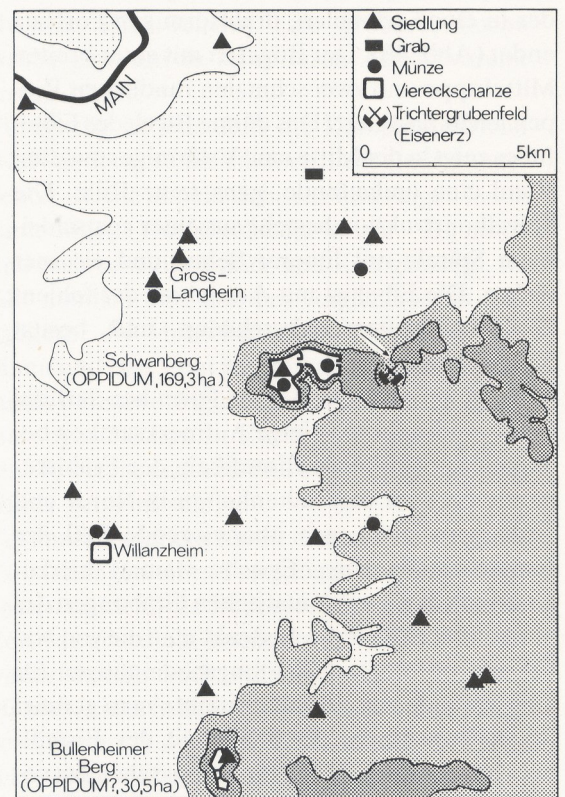 Siedlung
Grab
Münze
Viereckschanze
Trichtergrubenfeld
(Eisenerz)
0 5km
MAIN
Gross-
Langheim
Schwanberg
(OPPIDUM,169,3ha)
Willanzheim
Bullenheimer
Berg
(OPPIDUM?,30,5ha)